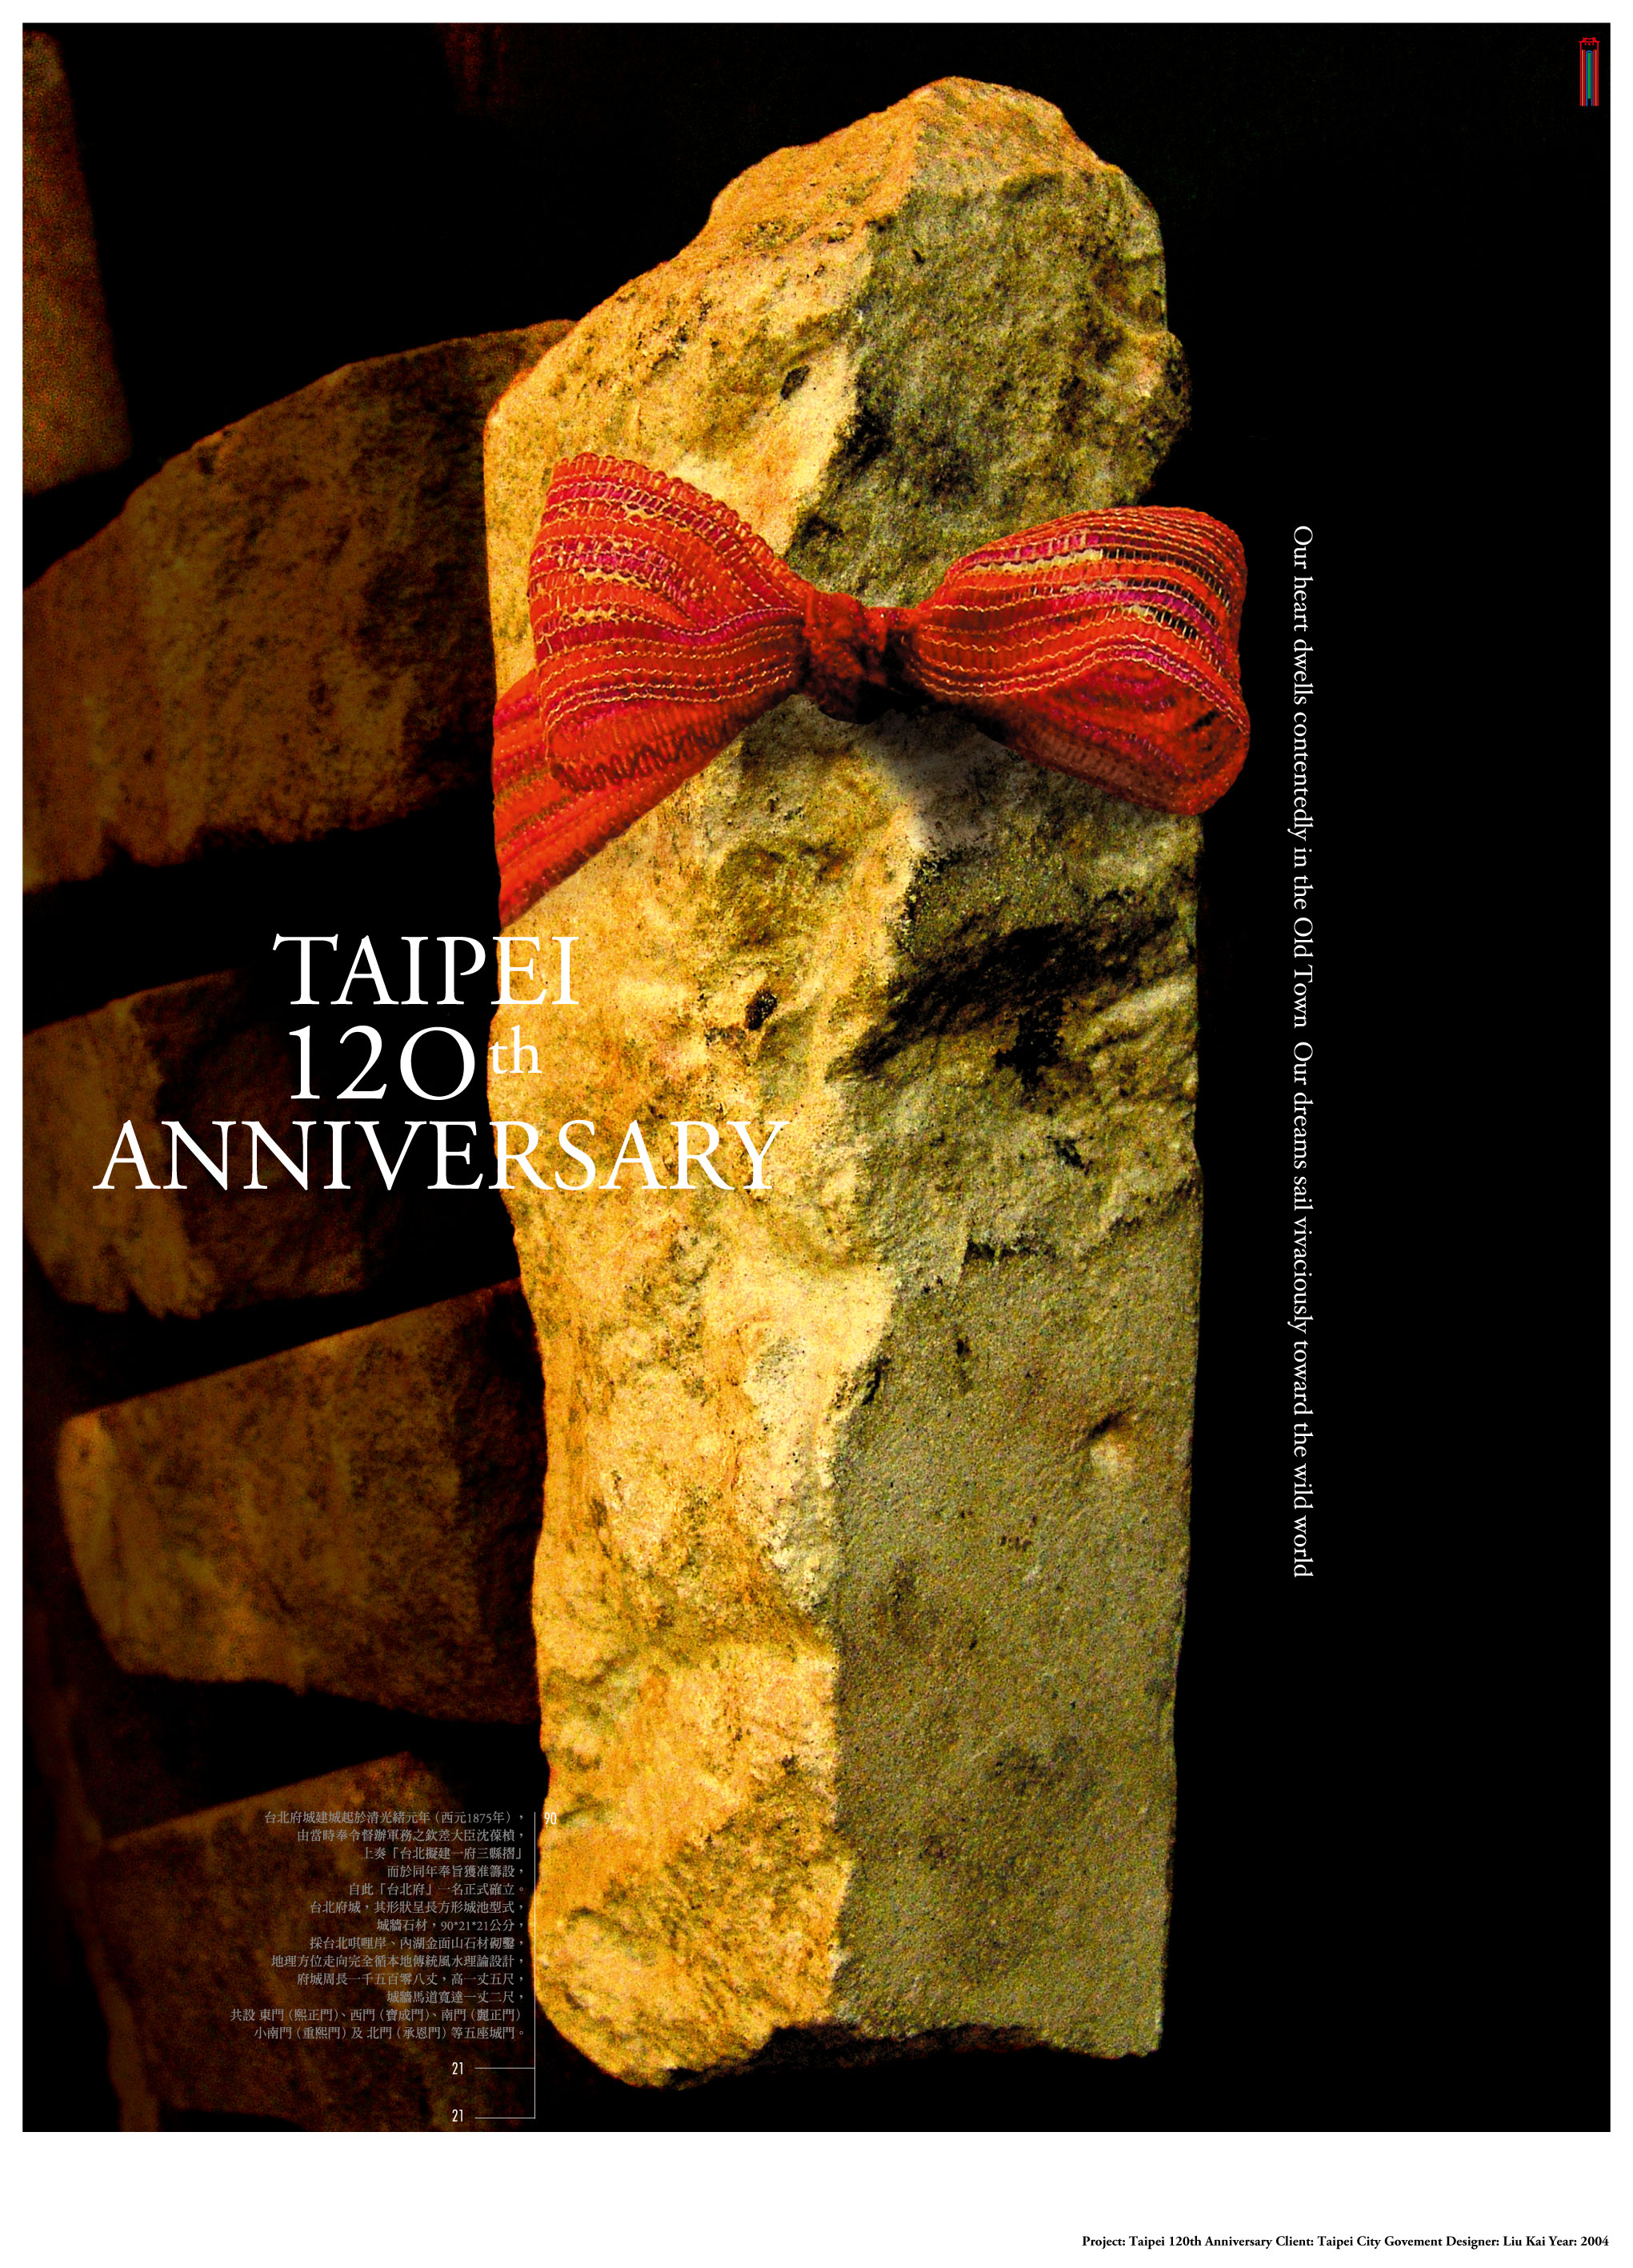 TAIPEI
120th
ANNIVERSARY
Our heart dwells contentedly in the Old Town Our dreams sail vivaciously toward the wild world
台北府城建城起於清光緒元年（西元1875年），
由當時奉令督辦軍務之欽差大臣沈葆楨，
上奏「台北擬建一府三縣摺」
而於同年奉旨獲准籌設，
自此「台北府」一名正式確立。
台北府城，其形狀呈長方形城池型式，
城牆石材，90*21*21公分，
採台北唭哩岸、內湖金面山石材砌鑿，
地理方位走向完全循本地傳統風水理論設計，
府城周長一千五百零八丈，高一丈五尺，
城牆馬道寬達一丈二尺，
共設 東門（熙正門）、西門（寶成門）、南門（麗正門）
小南門（重熙門）及 北門（承恩門）等五座城門。
90
21
21
Project: Taipei 120th Anniversary Client: Taipei City Govement Designer: Liu Kai Year: 2004